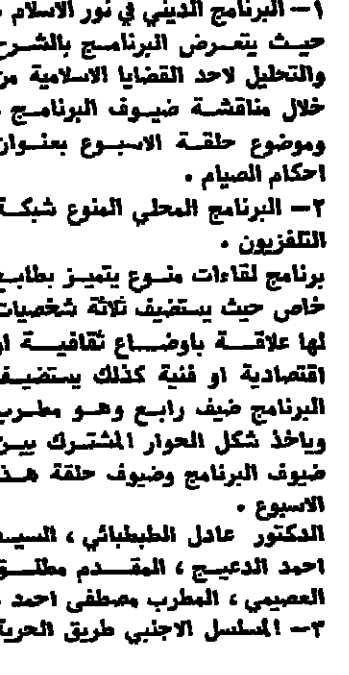 ١ — البرنامج الديني في نور الاسلام
حيث يتعرض البرنامج بالشرح
والتحليل لاحد القضايا الاسلامية من
خلال مناقشة ضيوف البرنامج .
وموضوع حلقة الاسبوع بعنوان
احكام الصيام .
٢ — البرنامج المحلي المنوع شبكة
التلفزيون .
برنامج لقاءات منوع يتميز بطابع
خاص حيث يستضيف ثلاثة شخصيات
لها علاقة باوضاع ثقافية او
اقتصادية او فنية كذلك يستضيف
البرنامج ضيف رابع وهو مطرب
وياخذ شكل الحوار المشترك بين
ضيوف البرنامج وضيوف حلقة هذا
الاسبوع .
الدكتور عادل الطبطبائي ، السيد
احمد الدعيج ، المقدم مطلق
العصيمي ، المطرب مصطفى احمد .
٣ — المسلسل الاجنبي طريق الحرية